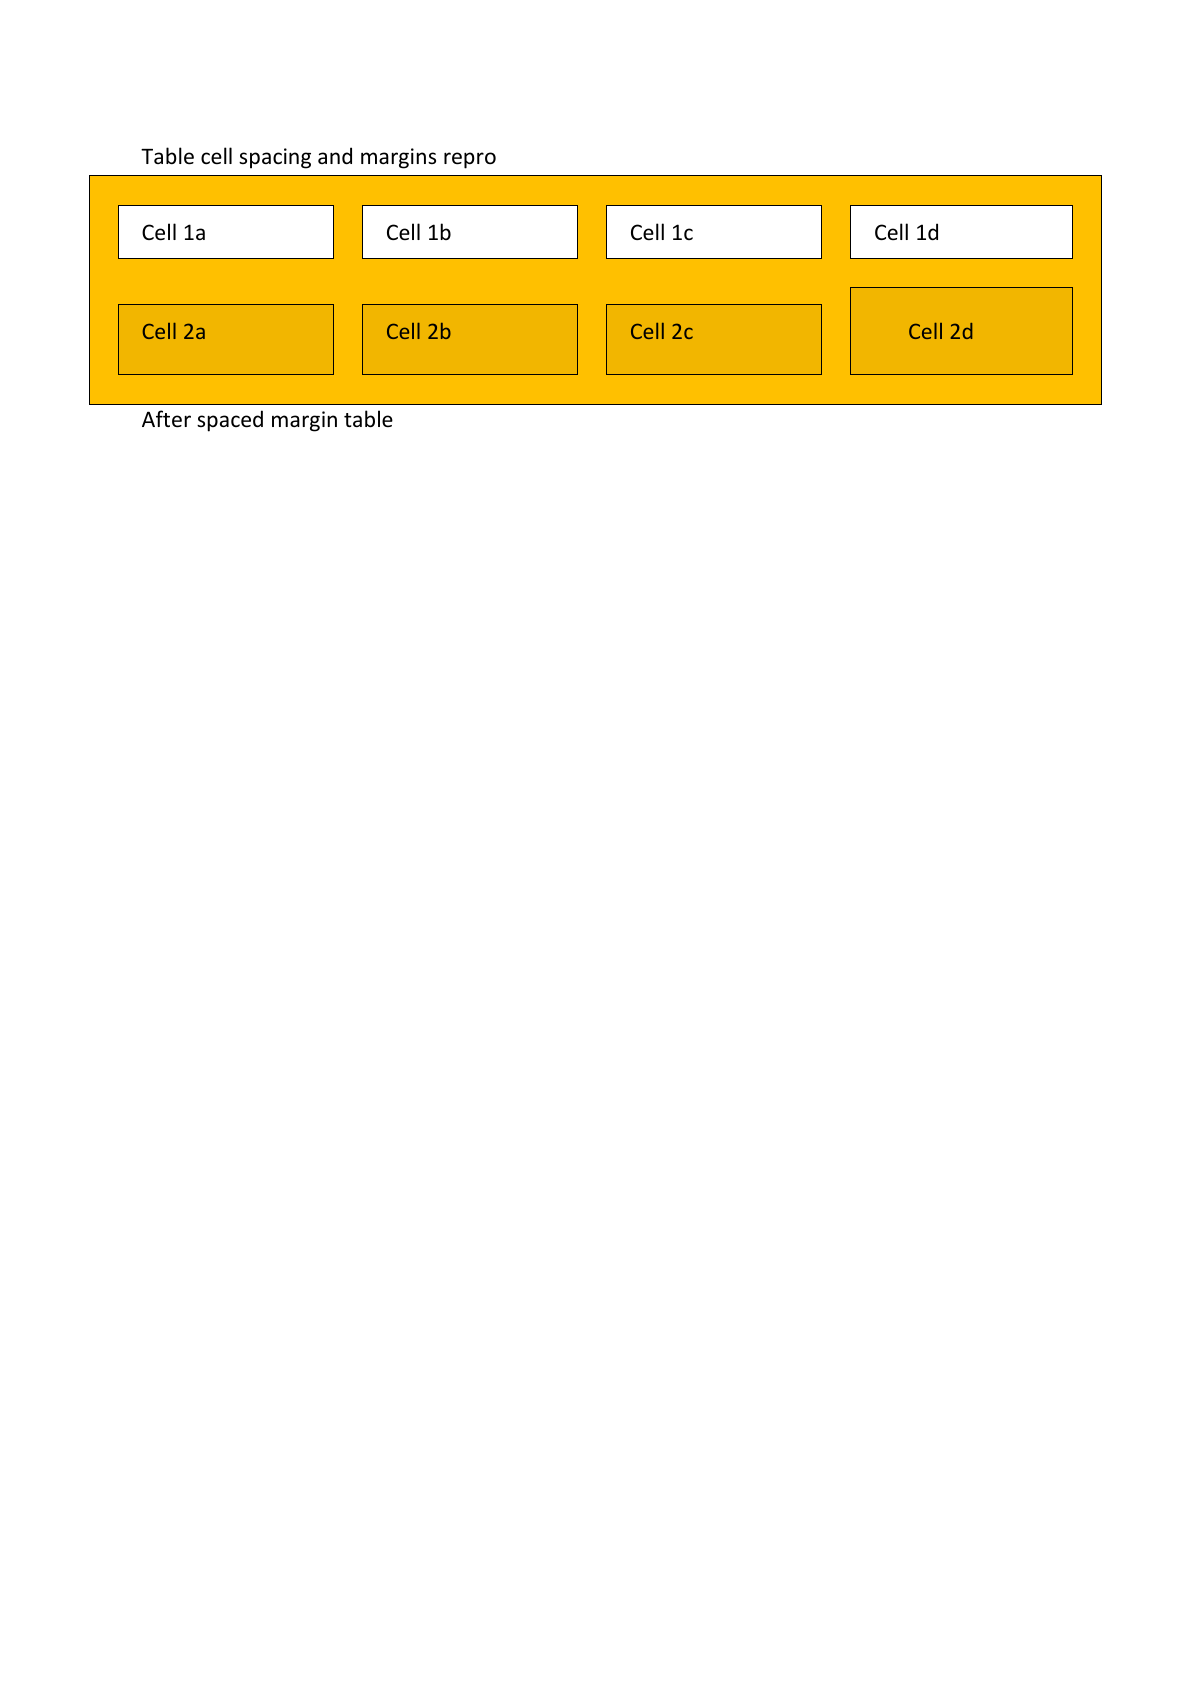 Table cell spacing and margins repro
Cell 1a Cell 1b Cell 1c Cell 1d
Cell 2a Cell 2b Cell 2c Cell 2d
After spaced margin table